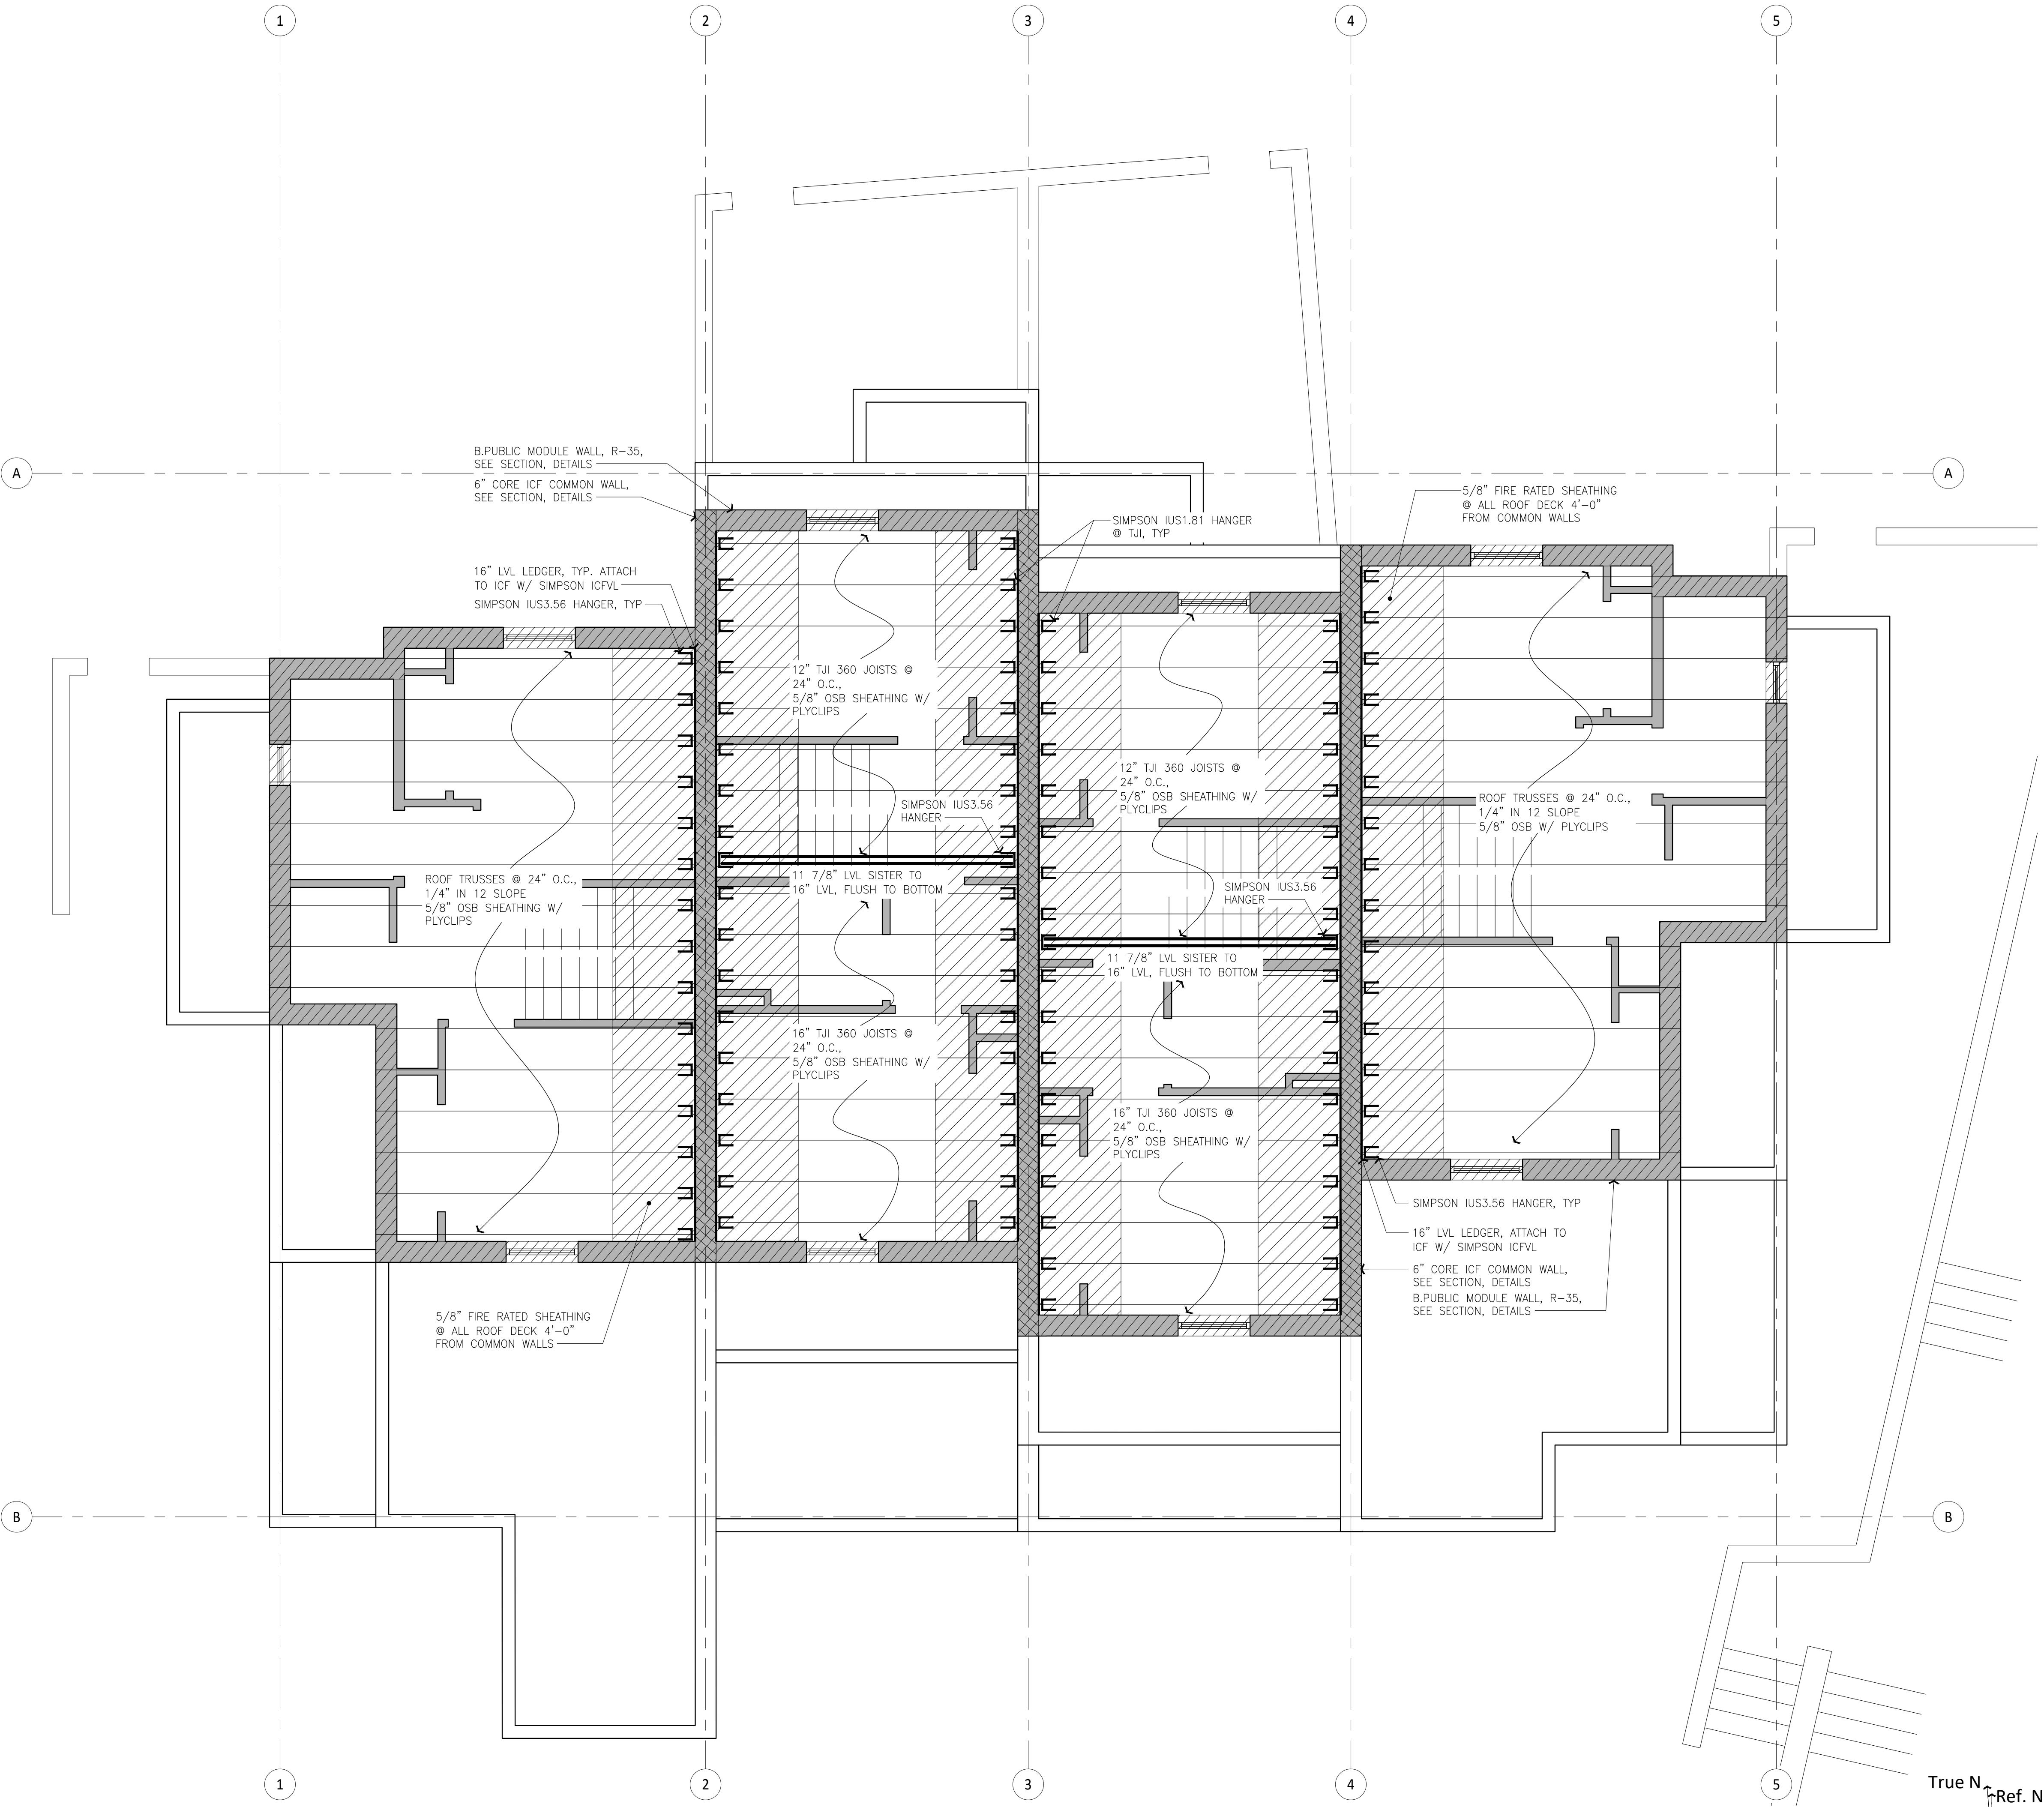 1
2
3
4
5
A
A
B.PUBLIC MODULE WALL, R-35,
SEE SECTION, DETAILS
6" CORE ICF COMMON WALL,
SEE SECTION, DETAILS
5/8" FIRE RATED SHEATHING
@ ALL ROOF DECK 4'-0"
FROM COMMON WALLS
SIMPSON IUS1.81 HANGER
@ TJI, TYP
16" LVL LEDGER, TYP. ATTACH
TO ICF W/ SIMPSON ICFVL
SIMPSON IUS3.56 HANGER, TYP
12" TJI 360 JOISTS @
24" O.C.,
5/8" OSB SHEATHING W/
PLYCLIPS
12" TJI 360 JOISTS @
24" O.C.,
5/8" OSB SHEATHING W/
PLYCLIPS
SIMPSON IUS3.56
HANGER
ROOF TRUSSES @ 24" O.C.,
1/4" IN 12 SLOPE
5/8" OSB W/ PLYCLIPS
ROOF TRUSSES @ 24" O.C.,
1/4" IN 12 SLOPE
5/8" OSB SHEATHING W/
PLYCLIPS
11 7/8" LVL SISTER TO
16" LVL, FLUSH TO BOTTOM
SIMPSON IUS3.56
HANGER
11 7/8" LVL SISTER TO
16" LVL, FLUSH TO BOTTOM
16" TJI 360 JOISTS @
24" O.C.,
5/8" OSB SHEATHING W/
PLYCLIPS
16" TJI 360 JOISTS @
24" O.C.,
5/8" OSB SHEATHING W/
PLYCLIPS
SIMPSON IUS3.56 HANGER, TYP
16" LVL LEDGER, ATTACH TO
ICF W/ SIMPSON ICFVL
6" CORE ICF COMMON WALL,
SEE SECTION, DETAILS
B.PUBLIC MODULE WALL, R-35,
SEE SECTION, DETAILS
5/8" FIRE RATED SHEATHING
@ ALL ROOF DECK 4'-0"
FROM COMMON WALLS
B
B
1
2
3
4
5
True N
Ref. N